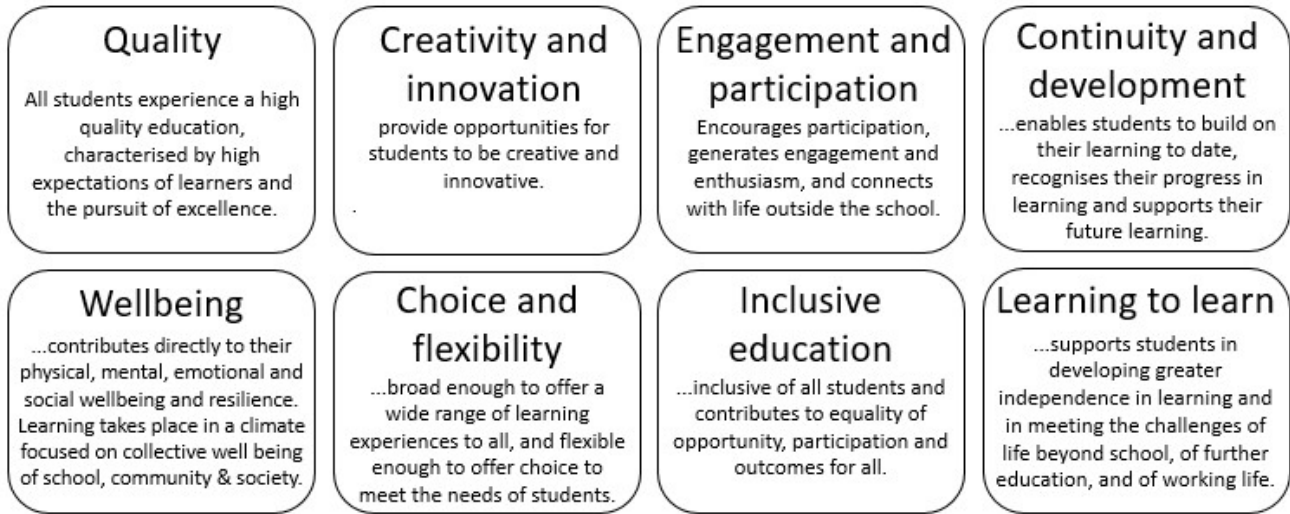 Quality
All students experience a high
quality education,
characterised by high
expectations of learners and
the pursuit of excellence.
Creativity and
innovation
provide opportunities for
students to be creative and
innovative.
.
Engagement and
participation
Encourages participation,
generates engagement and
enthusiasm, and connects
with life outside the school.
Continuity and
development
...enables students to build on
their learning to date,
recognises their progress in
learning and supports their
future learning.
Wellbeing
...contributes directly to their
physical, mental, emotional and
social wellbeing and resilience.
Learning takes place in a climate
focused on collective well being
of school, community & society.
Choice and
flexibility
...broad enough to offer a
wide range of learning
experiences to all, and flexible
enough to offer choice to
meet the needs of students.
Inclusive
education
...inclusive of all students and
contributes to equality of
opportunity, participation and
outcomes for all.
Learning to learn
...supports students in
developing greater
independence in learning and
in meeting the challenges of
life beyond school, of further
education, and of working life.